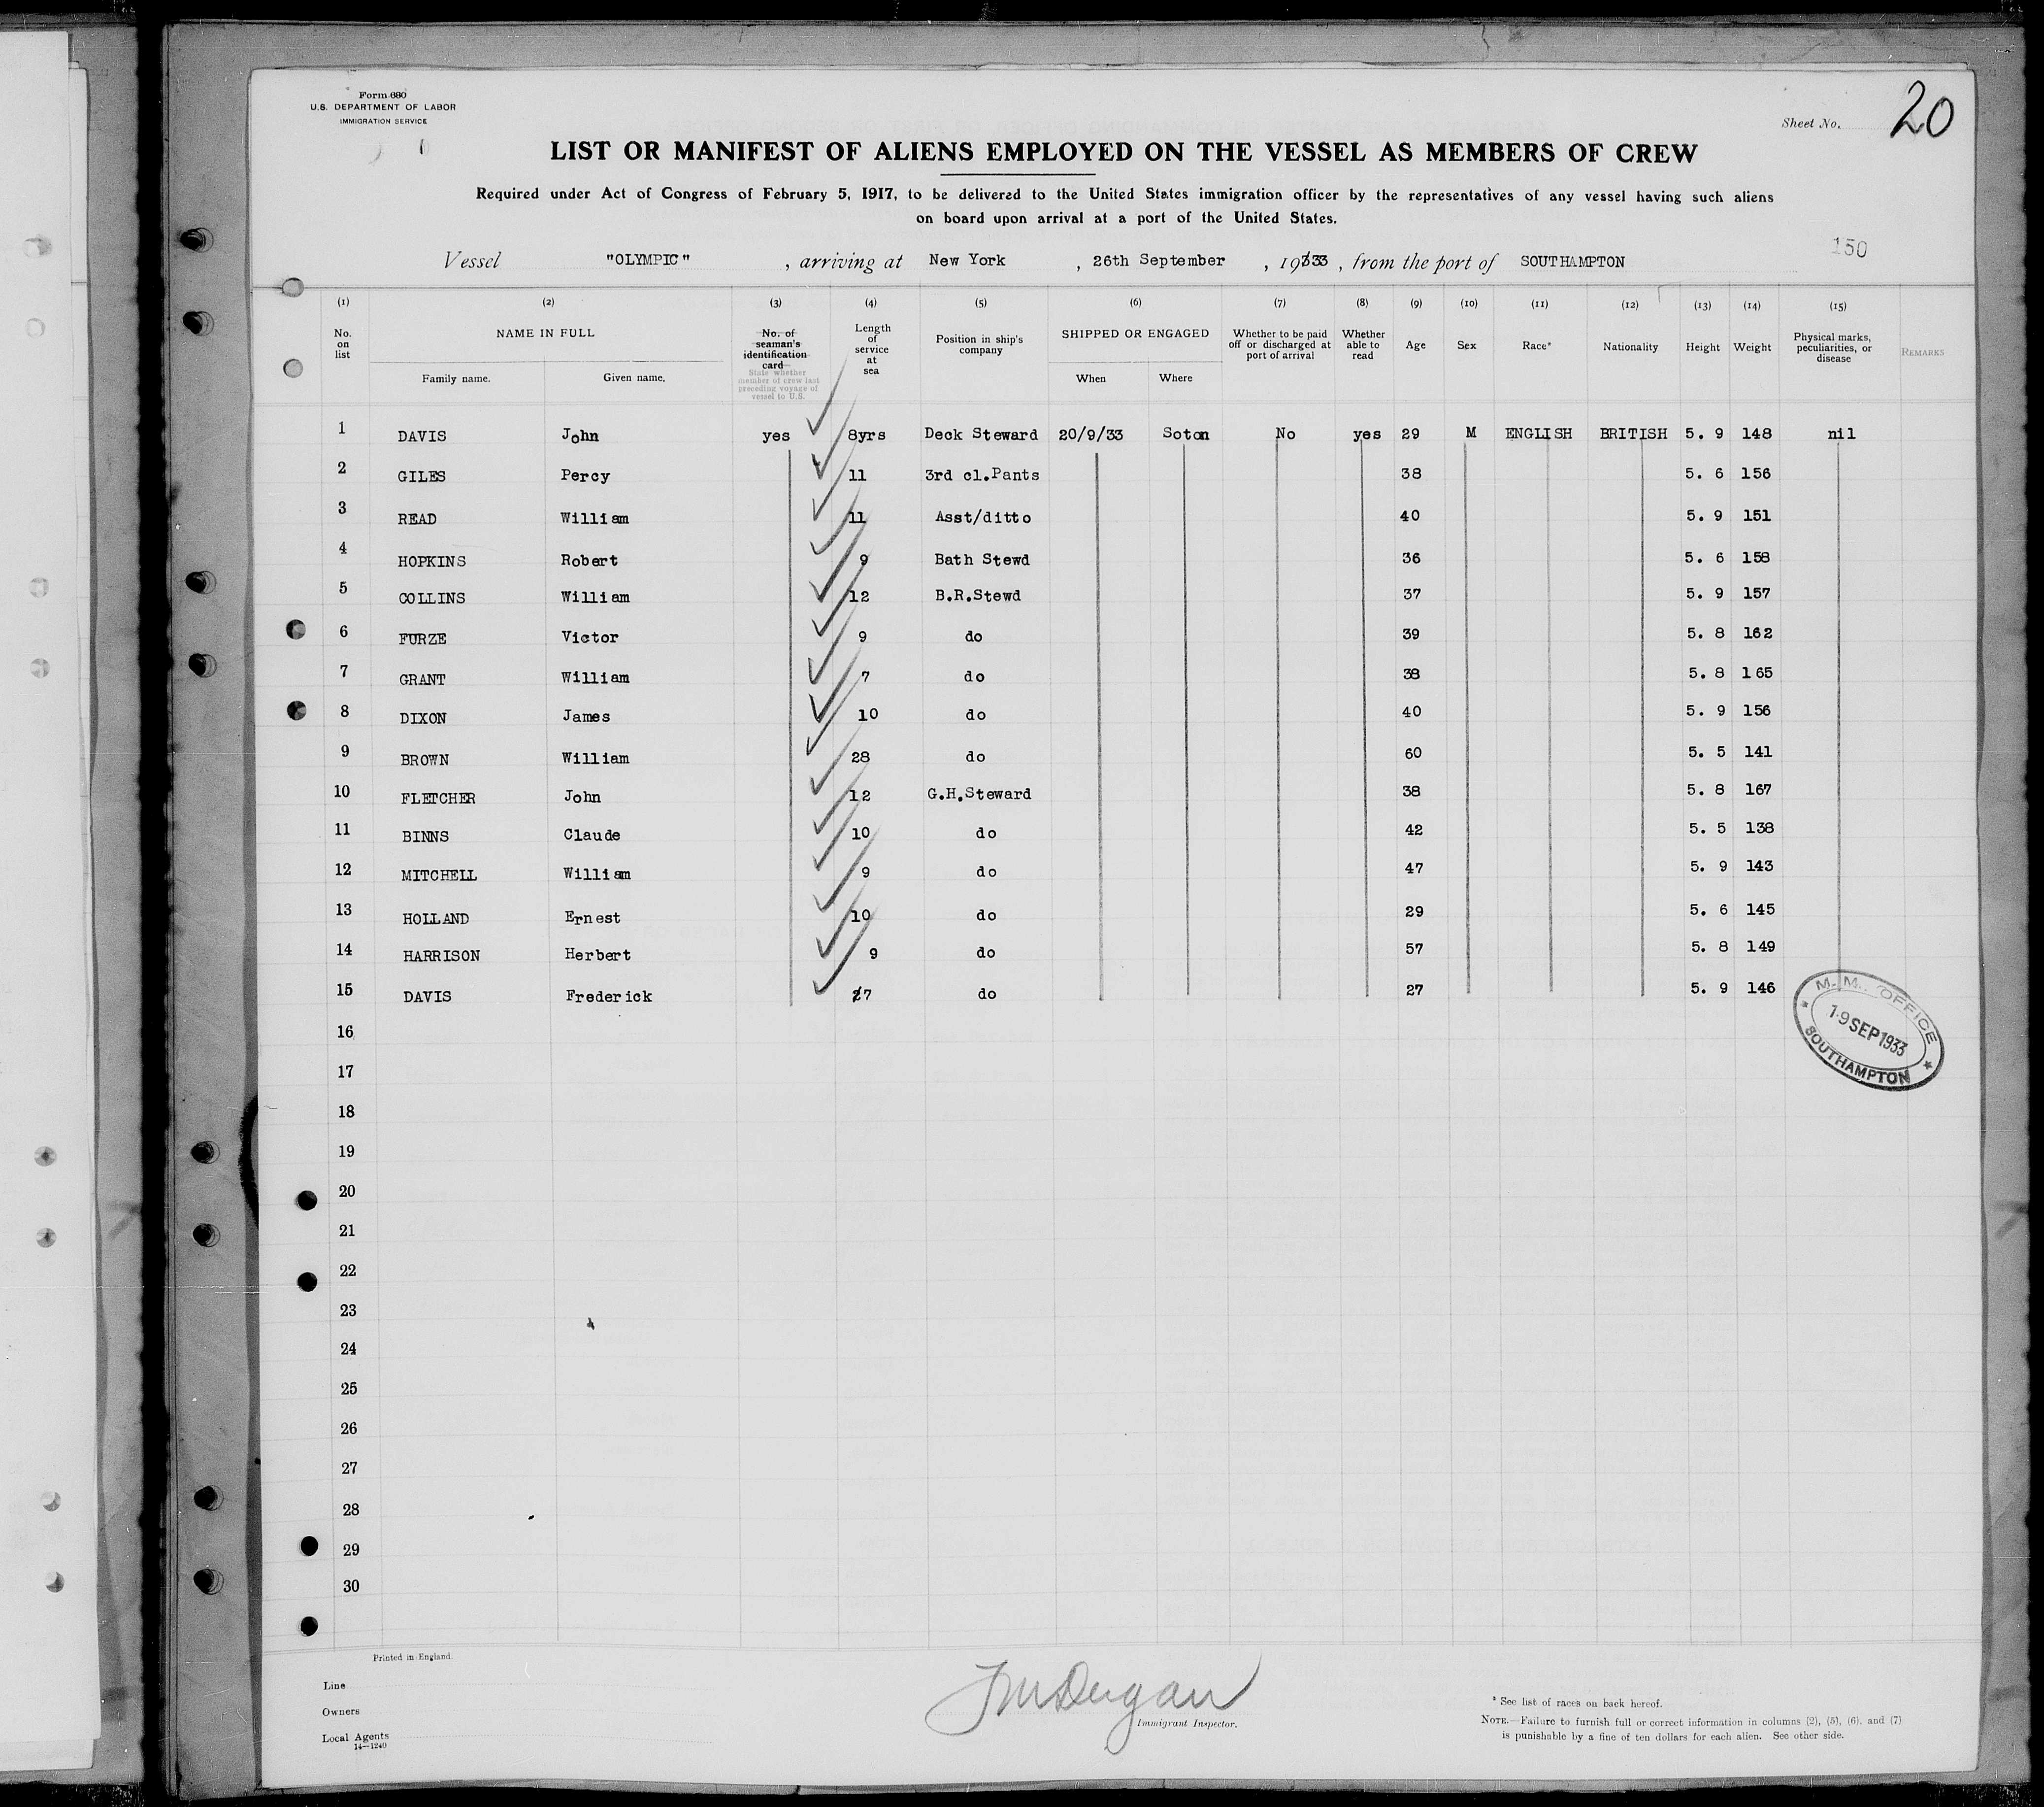 Form 680
U.S. DEPARTMENT OF LABOR
IMMIGRATION SERVICE
Sheet No. 20
LIST OR MANIFEST OF ALIENS EMPLOYED ON THE VESSEL AS MEMBERS OF CREW
Required under Act of Congress of February 5, 1917, to be delivered to the United States immigration officer by the representatives of any vessel having such aliens
on board upon arrival at a port of the United States.
150
Vessel "OLYMPIC", arriving at New York, 26th September, 1933, from the port of SOUTHAMPTON
(1) (2) (3) (4) (5) (6) (7) (8) (9) (10) (11) (12) (13) (14) (15)
No. on list
NAME IN FULL
Family name. Given name.
No. of seaman's identification card
State whether member of crew last preceding voyage of vessel to U.S.
Length of service at sea
Position in ship's company
SHIPPED OR ENGAGED
When Where
Whether to be paid off or discharged at port of arrival
Whether able to read
Age
Sex
Race*
Nationality
Height
Weight
Physical marks, peculiarities, or disease
REMARKS
1 DAVIS John yes 8yrs Deck Steward 20/9/33 Soton No yes 29 M ENGLISH BRITISH 5. 9 148 nil
2 GILES Percy 11 3rd cl.Pants 38 5. 6 156
3 READ William 11 Asst/ditto 40 5. 9 151
4 HOPKINS Robert 9 Bath Stewd 36 5. 6 158
5 COLLINS William 12 B.R.Stewd 37 5. 9 157
6 FURZE Victor 9 do 39 5. 8 162
7 GRANT William 7 do 38 5. 8 165
8 DIXON James 10 do 40 5. 9 156
9 BROWN William 28 do 60 5. 5 141
10 FLETCHER John 12 G.H.Steward 38 5. 8 167
11 BINNS Claude 10 do 42 5. 5 138
12 MITCHELL William 9 do 47 5. 9 143
13 HOLLAND Ernest 10 do 29 5. 6 145
14 HARRISON Herbert 9 do 57 5. 8 149
15 DAVIS Frederick 7 do 27 5. 9 146
M. M. OFFICE
19 SEP 1933
SOUTHAMPTON
16
17
18
19
20
21
22
23
24
25
26
27
28
29
30
Printed in England.
Line
Owners
Local Agents
14—1240
Immigrant Inspector.
* See list of races on back hereof.
NOTE.—Failure to furnish full or correct information in columns (2), (5), (6), and (7)
is punishable by a fine of ten dollars for each alien. See other side.